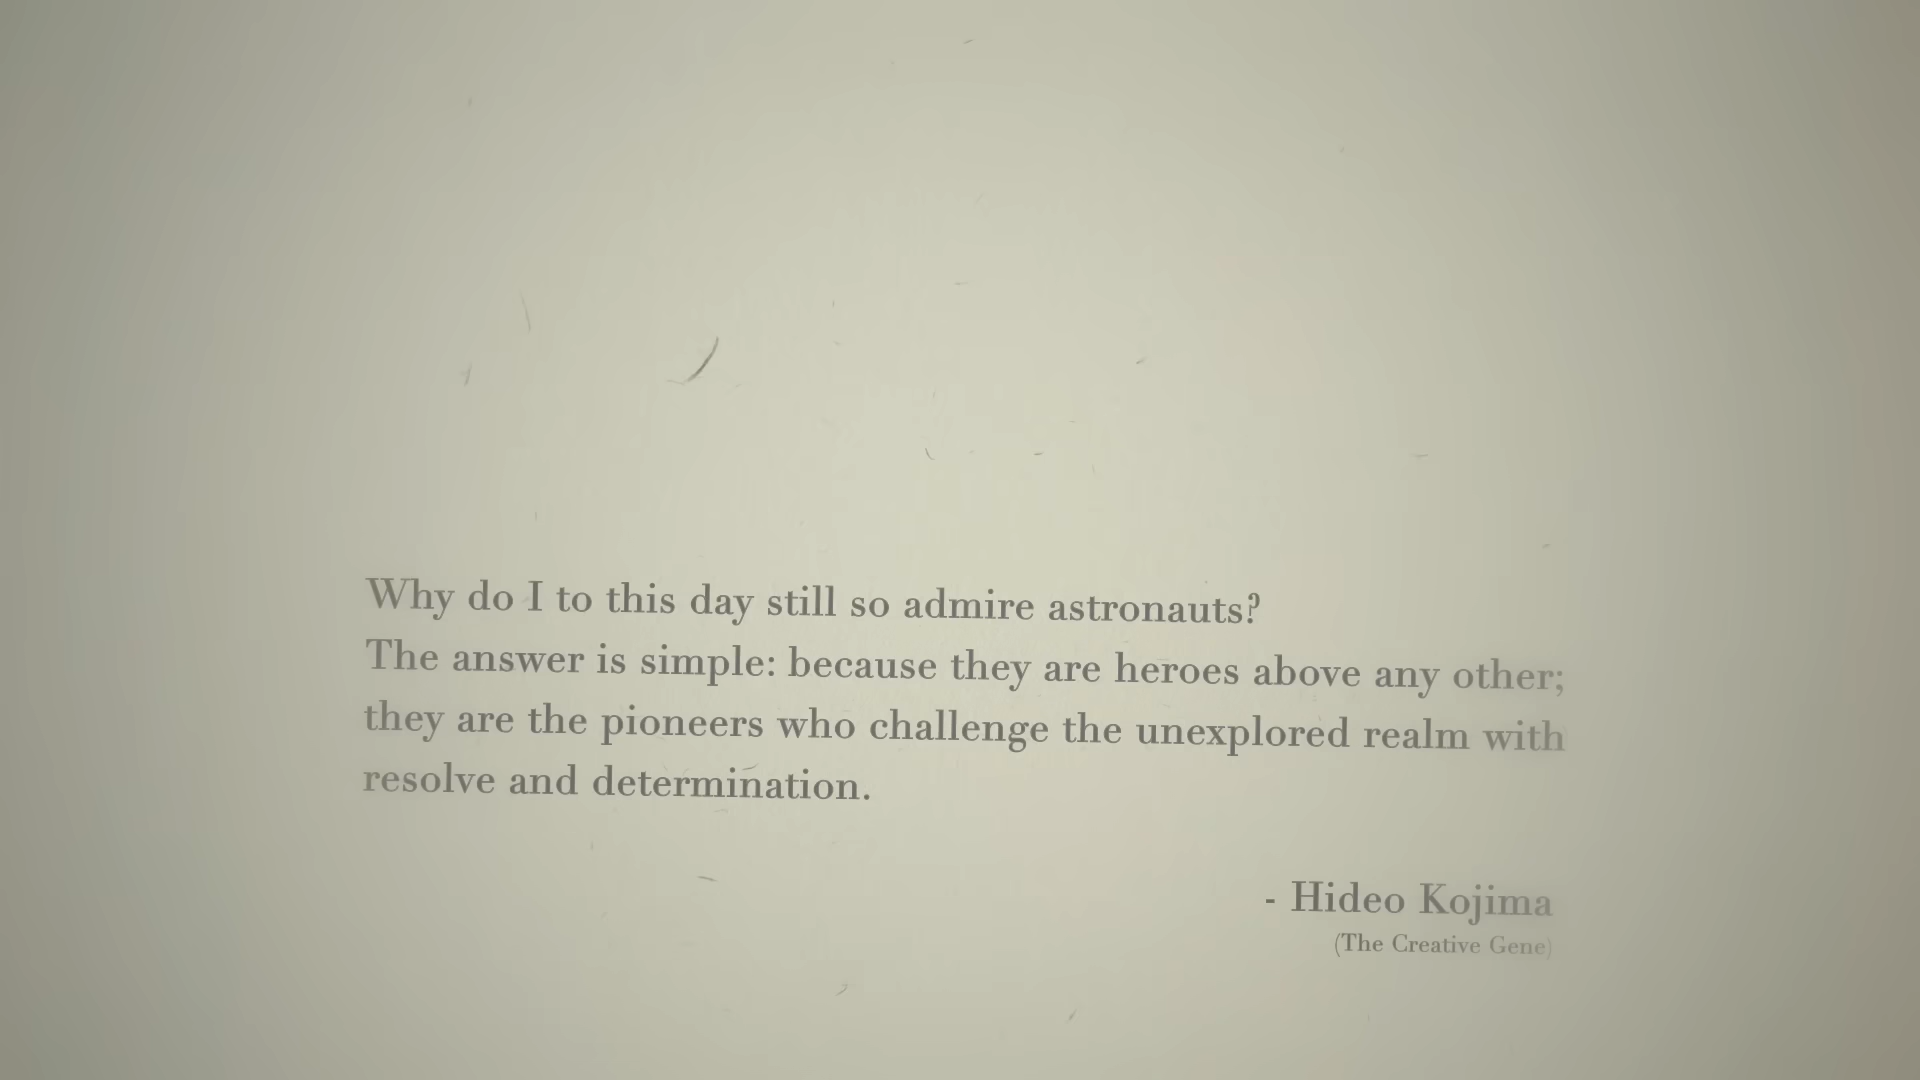 Why do I to this day still so admire astronauts?
The answer is simple: because they are heroes above any other;
they are the pioneers who challenge the unexplored realm with
resolve and determination.
- Hideo Kojima
(The Creative Gene)